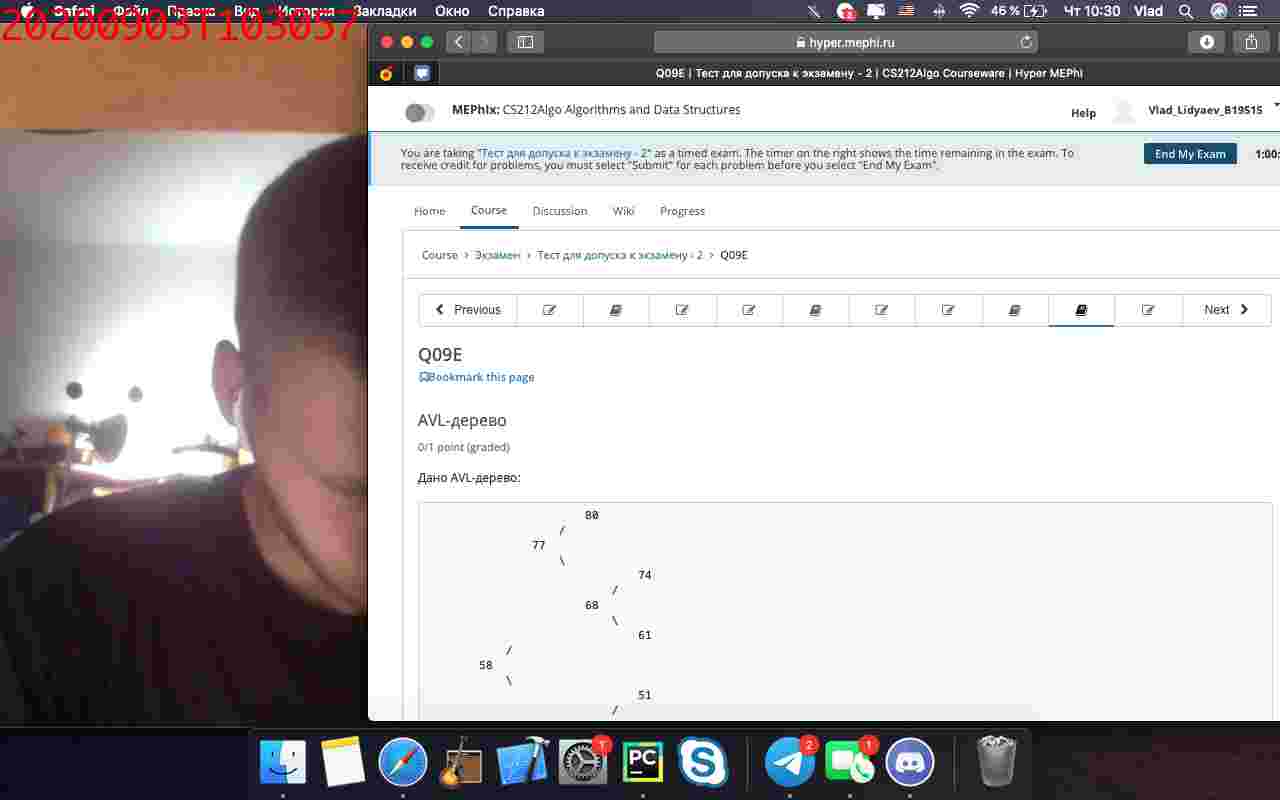 Safari Файл Правка Вид История Закладки Окно Справка 46 % Чт 10:30 Vlad
20200903T103057
hyper.mephi.ru
Q09E | Тест для допуска к экзамену - 2 | CS212Algo Courseware | Hyper MEPhI
MEPhIx: CS212Algo Algorithms and Data Structures
Help Vlad_Lidyaev_B19515
You are taking "Тест для допуска к экзамену - 2" as a timed exam. The timer on the right shows the time remaining in the exam. To
receive credit for problems, you must select "Submit" for each problem before you select "End My Exam".
End My Exam 1:00:
Home Course Discussion Wiki Progress
Course > Экзамен > Тест для допуска к экзамену - 2 > Q09E
Previous Next
Q09E
Bookmark this page
AVL-дерево
0/1 point (graded)
Дано AVL-дерево:
80
/
77
\
74
/
68
\
61
/
58
\
51
/
PC
2
1